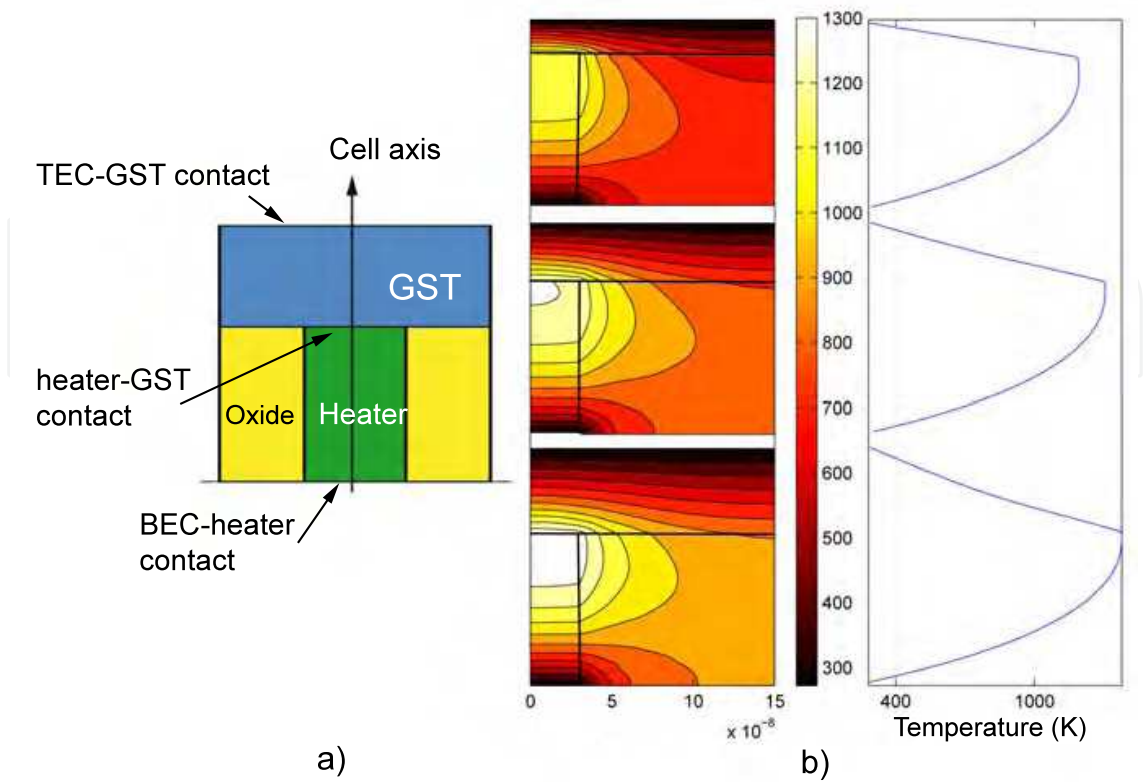 Cell axis
TEC-GST contact
GST
heater-GST
contact
Oxide
Heater
BEC-heater
contact
a)
0
5
10
15
x 10⁻⁸
1300
1200
1100
1000
900
800
700
600
500
400
300
400
1000
Temperature (K)
b)